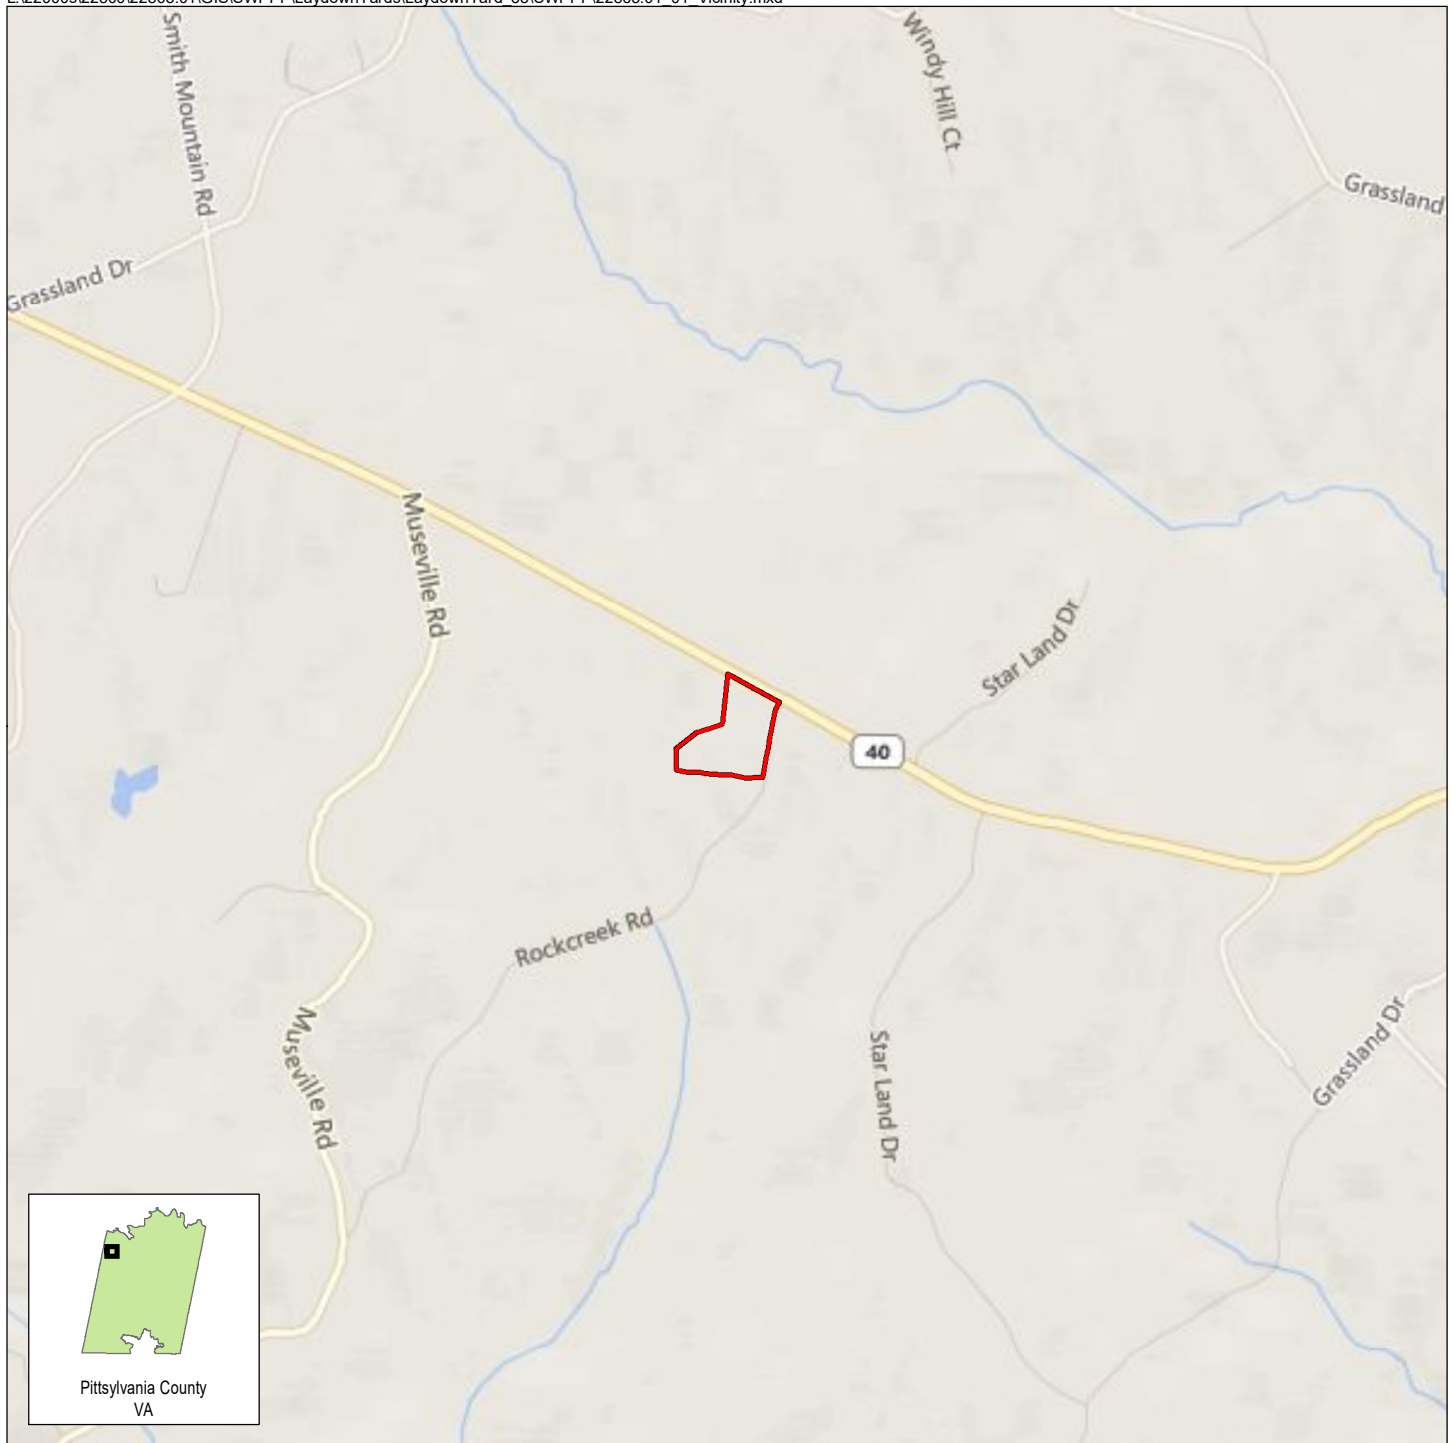 Smith Mountain Rd
Windy Hill Ct
Grassland
Grassland Dr
Museville Rd
Star Land Dr
40
Rockcreek Rd
Museville Rd
Star Land Dr
Grassland Dr
Pittsylvania County
VA